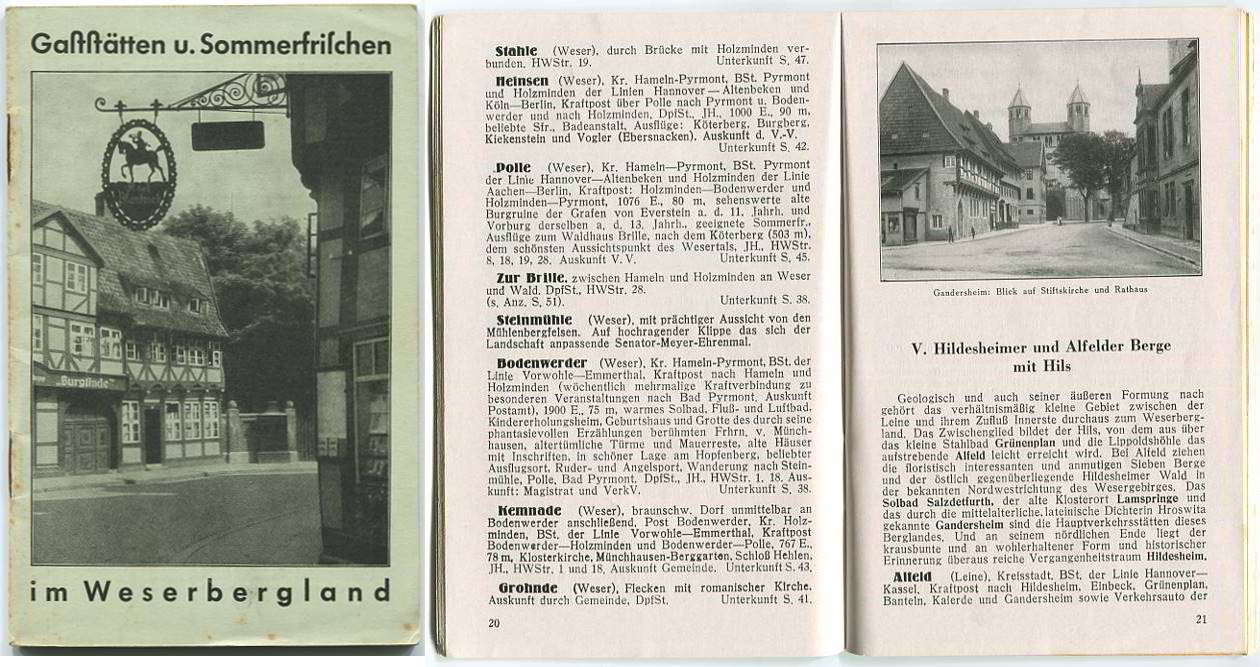 Gaſtſtätten u. Sommerfriſchen
„Burglinde“
im Weserbergland
Stahle (Weser), durch Brücke mit Holzminden ver-
bunden. HWStr. 19. Unterkunft S. 47.
Heinsen (Weser), Kr. Hameln-Pyrmont, BSt. Pyrmont
und Holzminden der Linien Hannover—Altenbeken und
Köln—Berlin, Kraftpost über Polle nach Pyrmont u. Boden-
werder und nach Holzminden, DpfSt., JH., 1000 E., 90 m,
beliebte Sfr., Badeanstalt, Ausflüge: Köterberg, Burgberg,
Kiekenstein und Vogler (Ebersnacken). Auskunft d. V.-V.
Unterkunft S. 42.
Polle (Weser), Kr. Hameln—Pyrmont, BSt. Pyrmont
der Linie Hannover—Altenbeken und Holzminden der Linie
Aachen—Berlin, Kraftpost: Holzminden—Bodenwerder und
Holzminden—Pyrmont, 1076 E., 80 m, sehenswerte alte
Burgruine der Grafen von Everstein a. d. 11. Jahrh. und
Vorburg derselben a. d. 13. Jahrh., geeignete Sommerfr.,
Ausflüge zum Waldhaus Brille, nach dem Köterberg (503 m),
dem schönsten Aussichtspunkt des Wesertals, JH., HWStr.
8, 18, 19, 28. Auskunft V. V. Unterkunft S. 45.
Zur Brille, zwischen Hameln und Holzminden an Weser
und Wald. DpfSt., HWStr. 28.
(s. Anz. S. 51). Unterkunft S. 38.
Steinmühle (Weser), mit prächtiger Aussicht von den
Mühlenbergfelsen. Auf hochragender Klippe das sich der
Landschaft anpassende Senator-Meyer-Ehrenmal.
Bodenwerder (Weser), Kr. Hameln-Pyrmont, BSt. der
Linie Vorwohle—Emmerthal, Kraftpost nach Hameln und
Holzminden (wöchentlich mehrmalige Kraftverbindung zu
besonderen Veranstaltungen nach Bad Pyrmont, Auskunft
Postamt), 1900 E., 75 m, warmes Solbad, Fluß- und Luftbad,
Kindererholungsheim, Geburtshaus und Grotte des durch seine
phantasievollen Erzählungen berühmten Frhrn. v. Münch-
hausen, altertümliche Türme und Mauerreste, alte Häuser
mit Inschriften, in schöner Lage am Hopfenberg, beliebter
Ausflugsort, Ruder- und Angelsport, Wanderung nach Stein-
mühle, Polle, Bad Pyrmont, DpfSt., JH., HWStr. 1, 18. Aus-
kunft: Magistrat und VerkV. Unterkunft S. 38.
Kemnade (Weser), braunschw. Dorf unmittelbar an
Bodenwerder anschließend, Post Bodenwerder, Kr. Holz-
minden, BSt. der Linie Vorwohle—Emmerthal, Kraftpost
Bodenwerder—Holzminden und Bodenwerder—Polle, 767 E.,
78 m, Klosterkirche, Münchhausen-Berggarten, Schloß Hehlen,
JH., HWStr. 1 und 18, Auskunft Gemeinde. Unterkunft S. 43.
Grohnde (Weser), Flecken mit romanischer Kirche.
Auskunft durch Gemeinde, DpfSt. Unterkunft S. 41.
20
Gandersheim: Blick auf Stiftskirche und Rathaus
V. Hildesheimer und Alfelder Berge
mit Hils
Geologisch und auch seiner äußeren Formung nach
gehört das verhältnismäßig kleine Gebiet zwischen der
Leine und ihrem Zufluß Innerste durchaus zum Weserberg-
land. Das Zwischenglied bildet der Hils, von dem aus über
das kleine Stahlbad Grünenplan und die Lippoldshöhle das
aufstrebende Alfeld leicht erreicht wird. Bei Alfeld ziehen
die floristisch interessanten und anmutigen Sieben Berge
und der östlich gegenüberliegende Hildesheimer Wald in
der bekannten Nordwestrichtung des Wesergebirges. Das
Solbad Salzdetfurth, der alte Klosterort Lamspringe und
das durch die mittelalterliche, lateinische Dichterin Hroswita
gekannte Gandersheim sind die Hauptverkehrsstätten dieses
Berglandes. Und an seinem nördlichen Ende liegt der
krausbunte und an wohlerhaltener Form und historischer
Erinnerung überaus reiche Vergangenheitstraum Hildesheim.
Alfeld (Leine), Kreisstadt, BSt. der Linie Hannover—
Kassel, Kraftpost nach Hildesheim, Einbeck, Grünenplan,
Banteln, Kaierde und Gandersheim sowie Verkehrsauto der
21